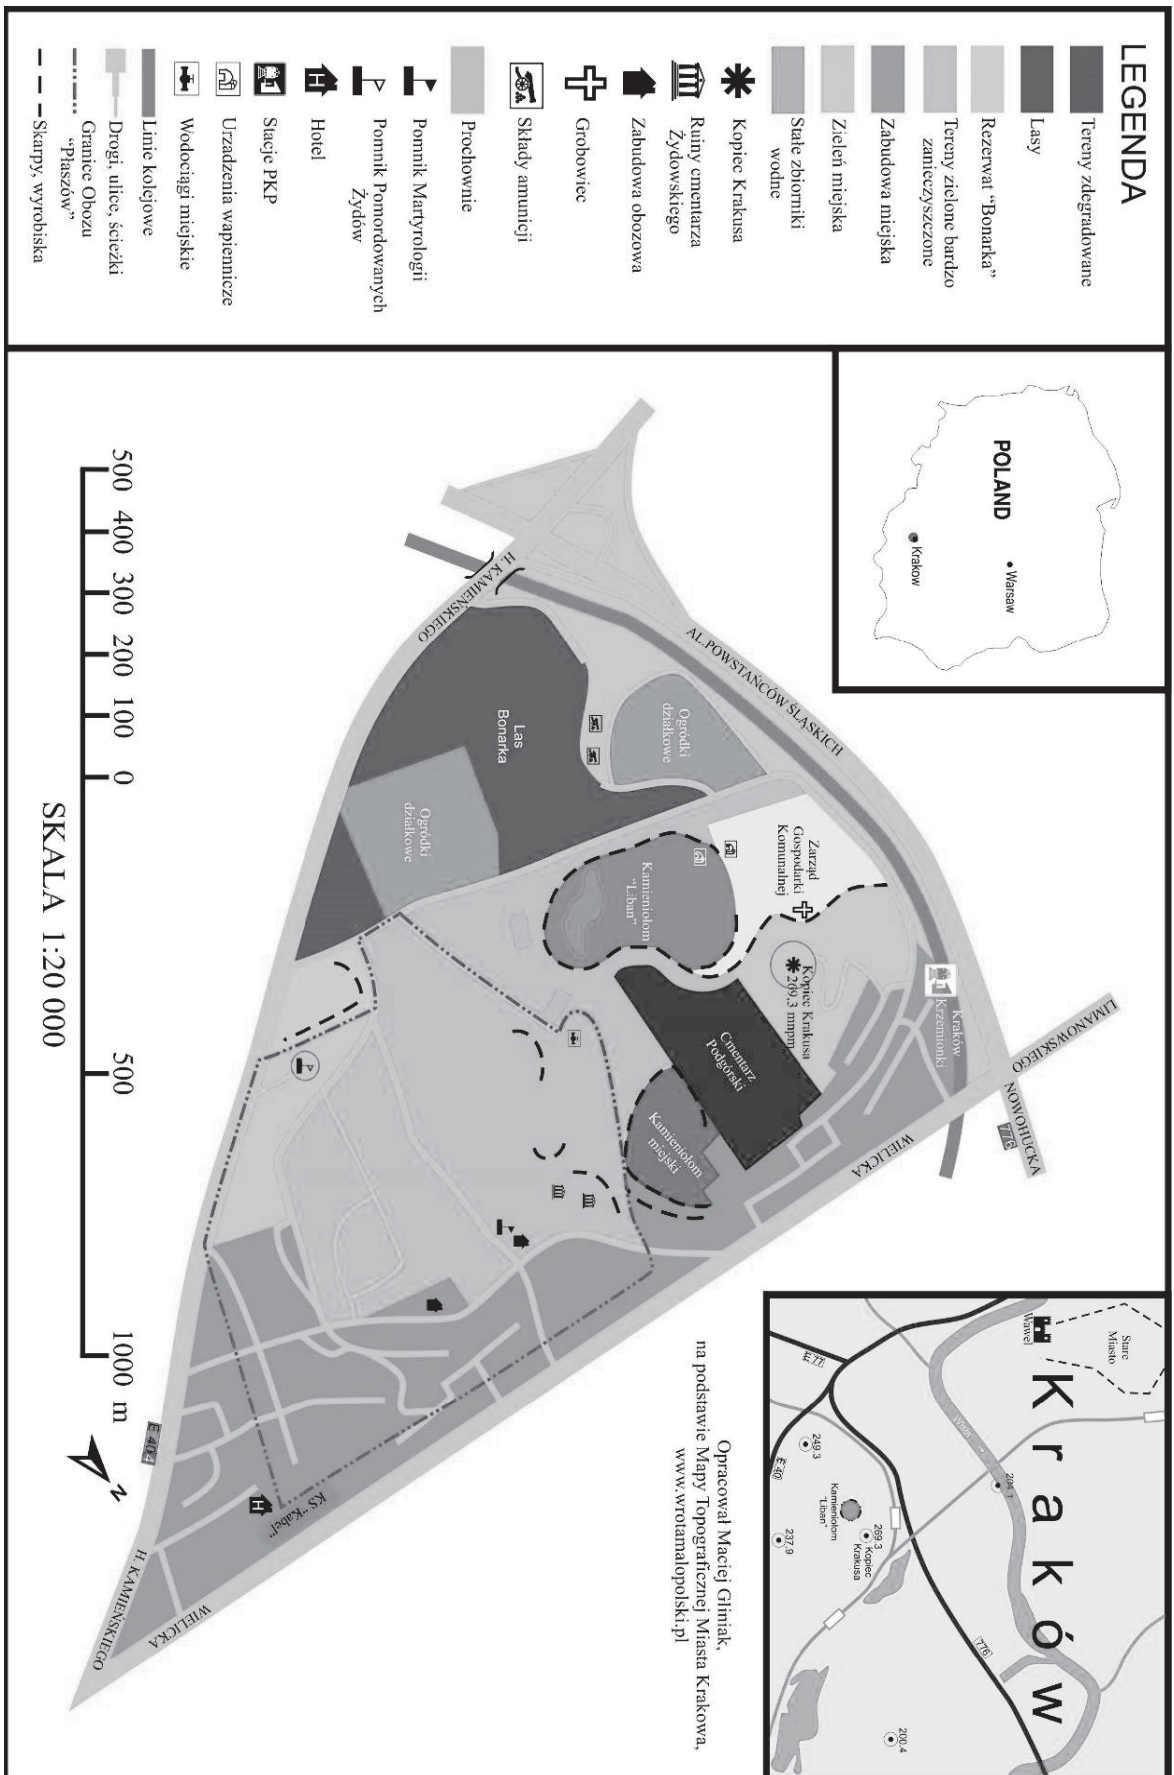 LEGENDA
Tereny zdegradowane
Lasy
Rezerwat “Bonarka”
Tereny zielone bardzo
zanieczyszczone
Zabudowa miejska
Zieleń miejska
Stałe zbiorniki
wodne
Kopiec Krakusa
Ruiny cmentarza
Żydowskiego
Zabudowa obozowa
Grobowiec
Składy amunicji
Prochownie
Pomnik Martyrologii
Pomnik Pomordowanych
Żydów
H
Hotel
Stacje PKP
Urzadzenia wapiennicze
Wodociągi miejskie
Linie kolejowe
Drogi, ulice, ścieżki
Granice Obozu
“Płaszów”
Skarpy, wyrobiska
POLAND
Warsaw
Krakow
AL.POWSTAŃCÓW ŚLĄSKICH
H. KAMIEŃSKIEGO
Ogródki
działkowe
Las
Bonarka
Ogródki
działkowe
Zarząd
Gospodarki
Komunalnej
Kamieniołom
“Liban”
Kopiec Krakusa
269,3 mnpm
Kraków
Krzemionki
Cmentarz
Podgórski
Kamieniołom
miejski
LIMANOWSKIEGO
NOWOHUCKA
776
WIELICKA
KS “Kabel”
H
E 404
H. KAMIEŃSKIEGO
WIELICKA
N
500 400 300 200 100 0 500 1000 m
SKALA 1:20 000
Kraków
Stare
Miasto
Wawel
Wisła
E 77
E 40
204.1
249.3
Kamieniołom
“Liban”
269.3
Kopiec
Krakusa
237.9
776
200.4
Opracował Maciej Gliniak,
na podstawie Mapy Topograficznej Miasta Krakowa,
www.wrotamalopolski.pl